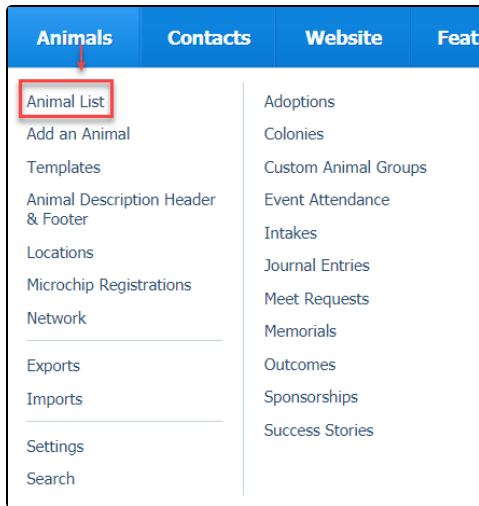 Animals Contacts Website Feat
Animal List
Add an Animal
Templates
Animal Description Header
& Footer
Locations
Microchip Registrations
Network
Exports
Imports
Settings
Search
Adoptions
Colonies
Custom Animal Groups
Event Attendance
Intakes
Journal Entries
Meet Requests
Memorials
Outcomes
Sponsorships
Success Stories